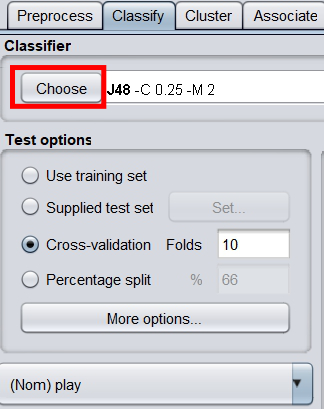 Preprocess Classify Cluster Associate
Classifier
Choose J48 -C 0.25 -M 2
Test options
Use training set
Supplied test set Set...
Cross-validation Folds 10
Percentage split % 66
More options...
(Nom) play